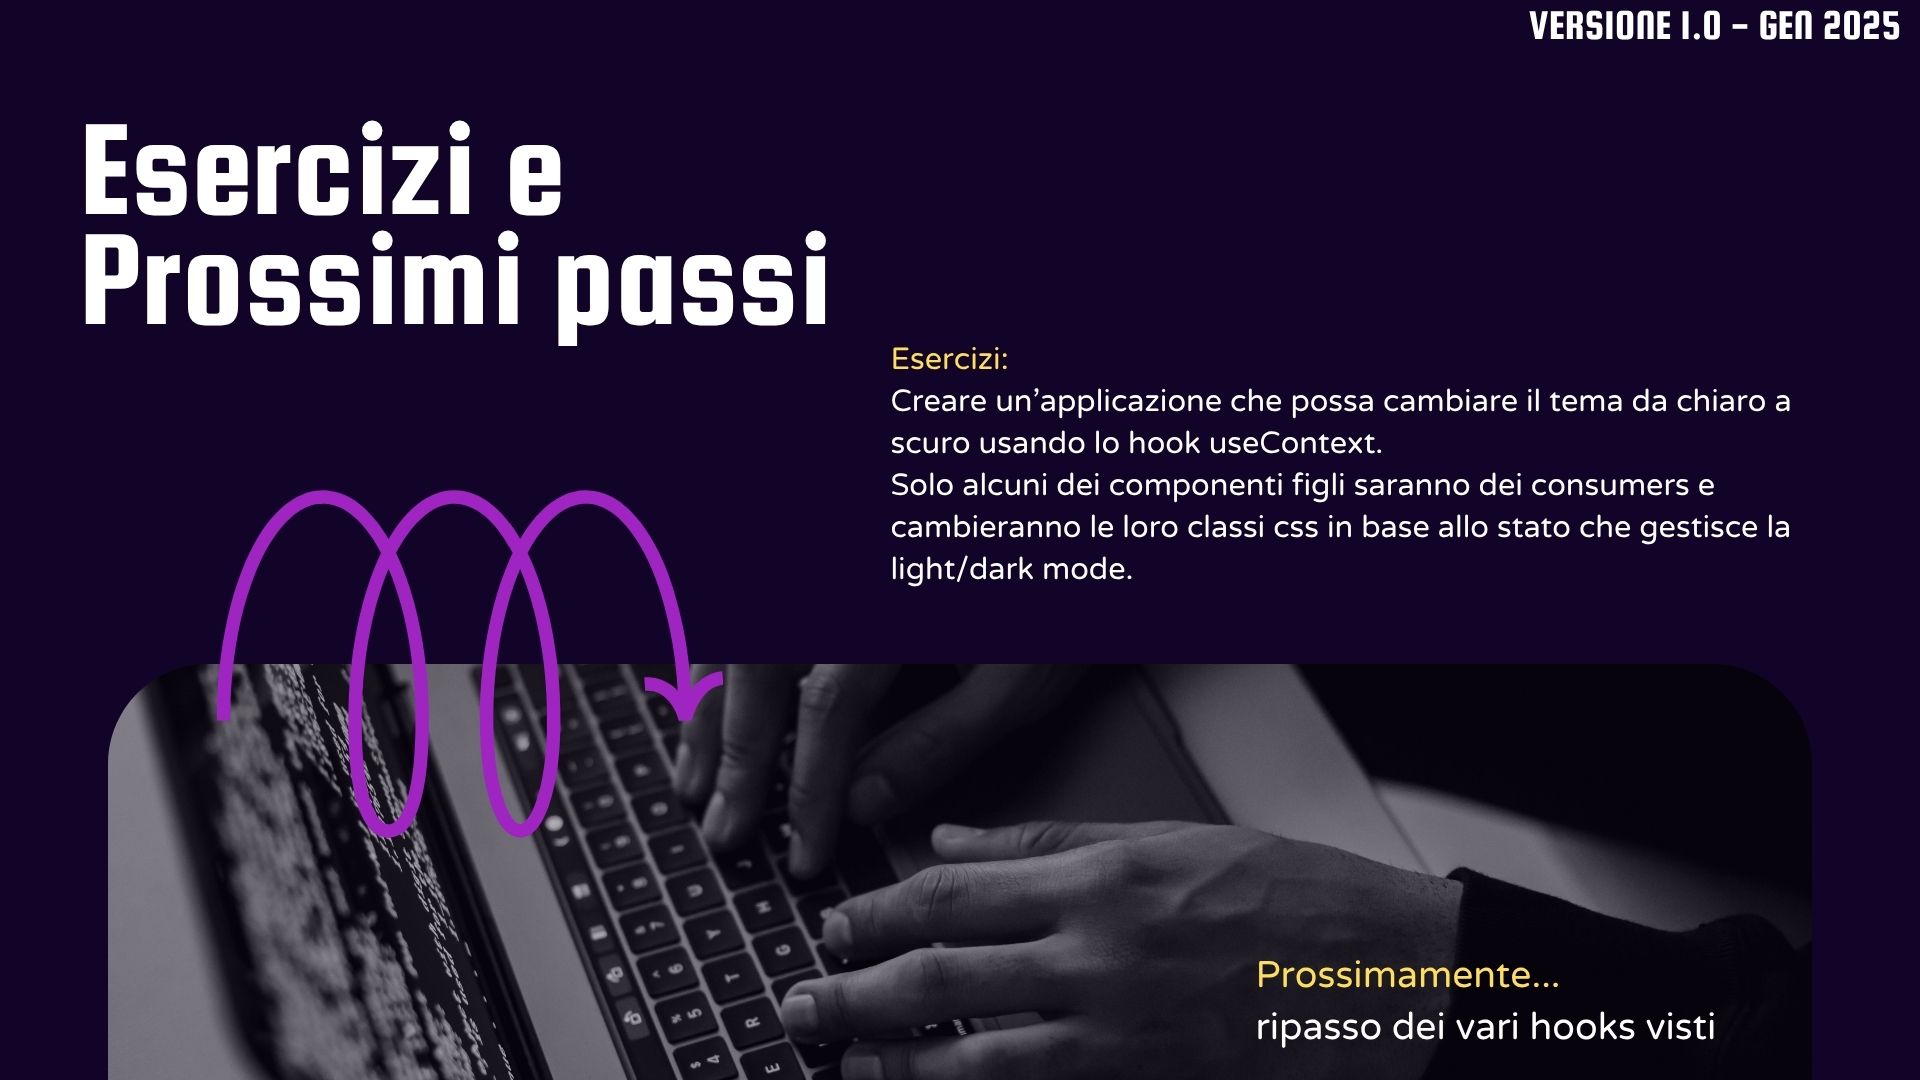 VERSIONE 1.0 - GEN 2025
Esercizi e
Prossimi passi
Esercizi:
Creare un’applicazione che possa cambiare il tema da chiaro a
scuro usando lo hook useContext.
Solo alcuni dei componenti figli saranno dei consumers e
cambieranno le loro classi css in base allo stato che gestisce la
light/dark mode.
Prossimamente...
ripasso dei vari hooks visti